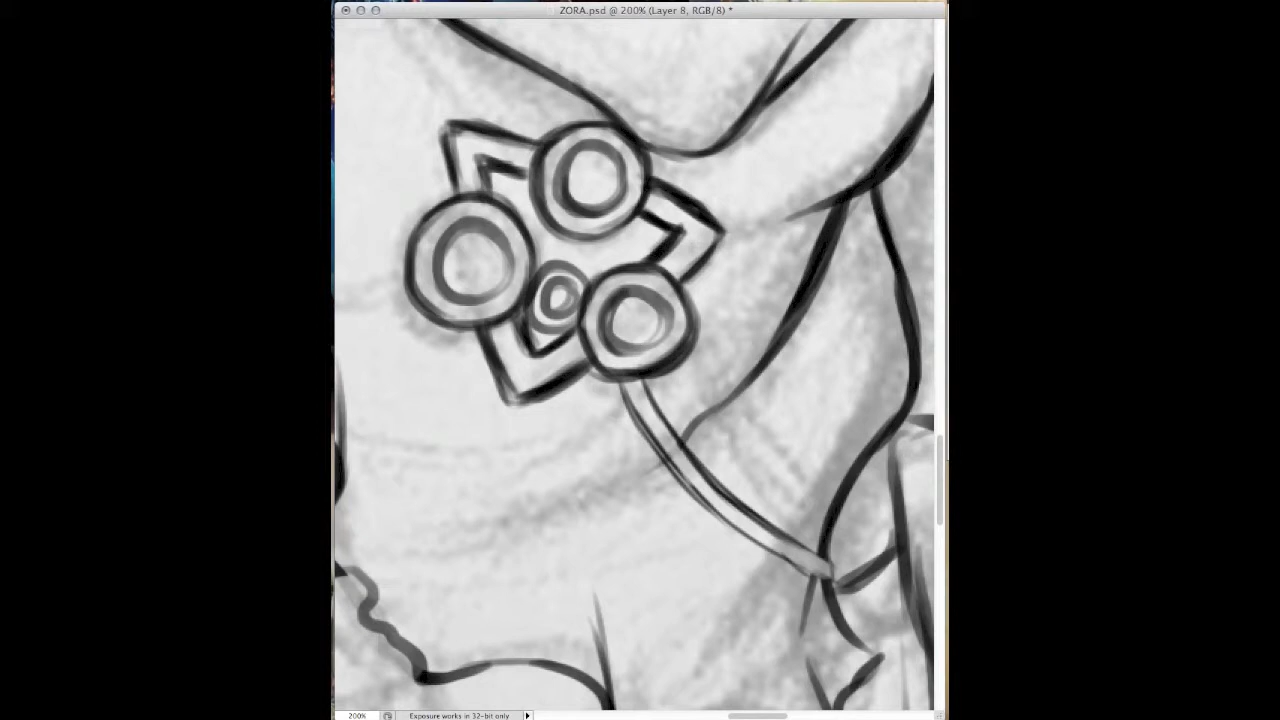 ZORA.psd @ 200% (Layer 8, RGB/8) *
200% Exposure works in 32-bit only